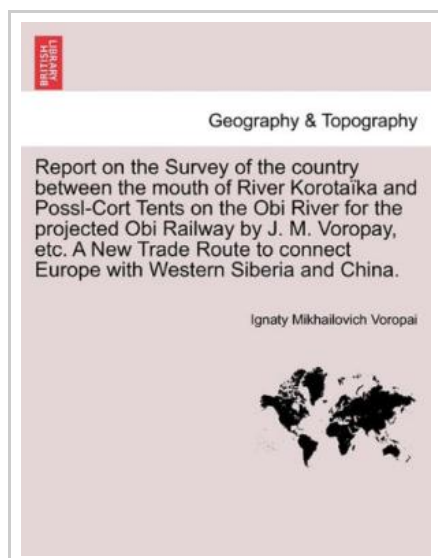 BRITISH
LIBRARY
Geography & Topography
Report on the Survey of the country
between the mouth of River Korotaïka and
Possl-Cort Tents on the Obi River for the
projected Obi Railway by J. M. Voropay,
etc. A New Trade Route to connect
Europe with Western Siberia and China.
Ignaty Mikhailovich Voropai